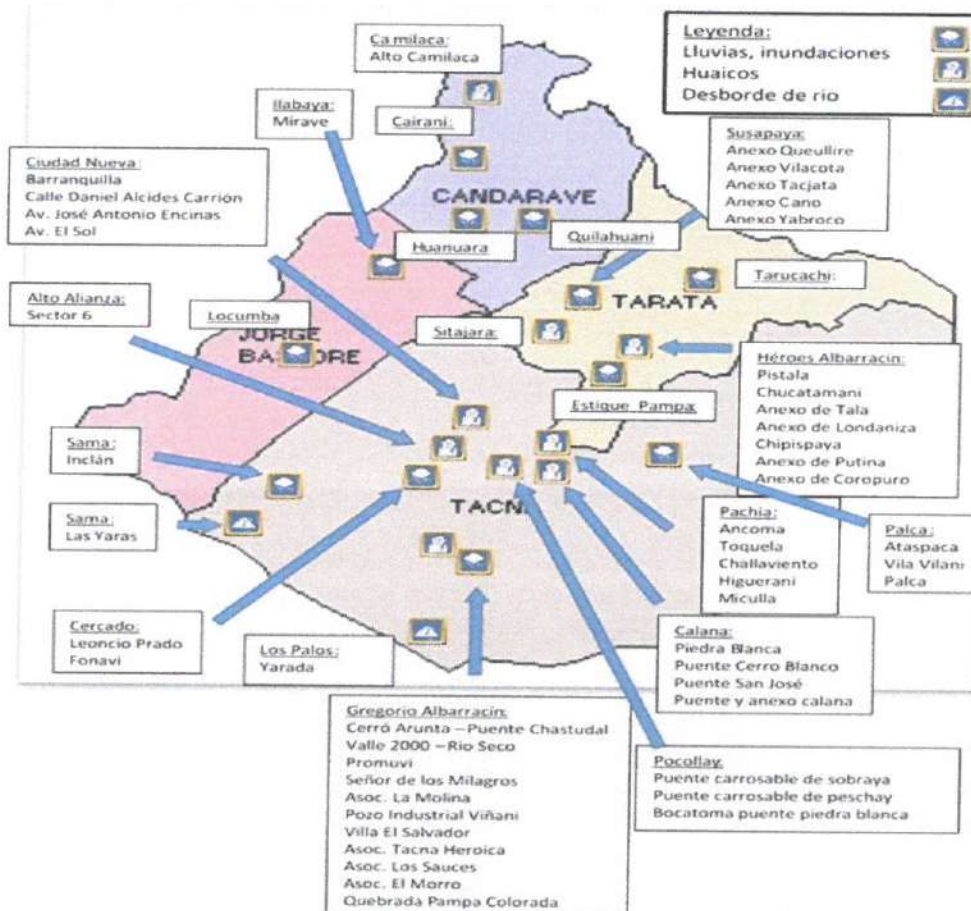 Camilaca:
Alto Camilaca
Leyenda:
Lluvias, inundaciones
Huaicos
Desborde de rio
Ilabaya:
Mirave
Cairani:
Susapaya:
Anexo Queullire
Anexo Vilacota
Anexo Tacjata
Anexo Cano
Anexo Yabroco
Ciudad Nueva:
Barranquilla
Calle Daniel Alcides Carrión
Av. José Antonio Encinas
Av. El Sol
CANDARAVE
Huanuara
Quilahuani
Tarucachi:
TARATA
Alto Alianza:
Sector 6
Locumba
JORGE
Sitajara:
Héroes Albarracín:
Pistala
Chucatamani
Anexo de Tala
Anexo de Londaniza
Chipispaya
Anexo de Putina
Anexo de Coropuro
Estique Pampa:
Sama:
Inclán
Sama:
Las Yaras
TACN
Pachia:
Ancoma
Toquela
Challaviento
Higuerani
Miculla
Palca:
Ataspaca
Vila Vilani
Palca
Cercado:
Leoncio Prado
Fonavi
Los Palos:
Yarada
Calana:
Piedra Blanca
Puente Cerro Blanco
Puente San José
Puente y anexo calana
Gregorio Albarracín:
Cerró Arunta – Puente Chastudal
Valle 2000 – Rio Seco
Promuvi
Señor de los Milagros
Asoc. La Molina
Pozo Industrial Viñani
Villa El Salvador
Asoc. Tacna Heroica
Asoc. Los Sauces
Asoc. El Morro
Quebrada Pampa Colorada
Pocollay:
Puente carrosable de sobraya
Puente carrosable de peschay
Bocatoma puente piedra blanca